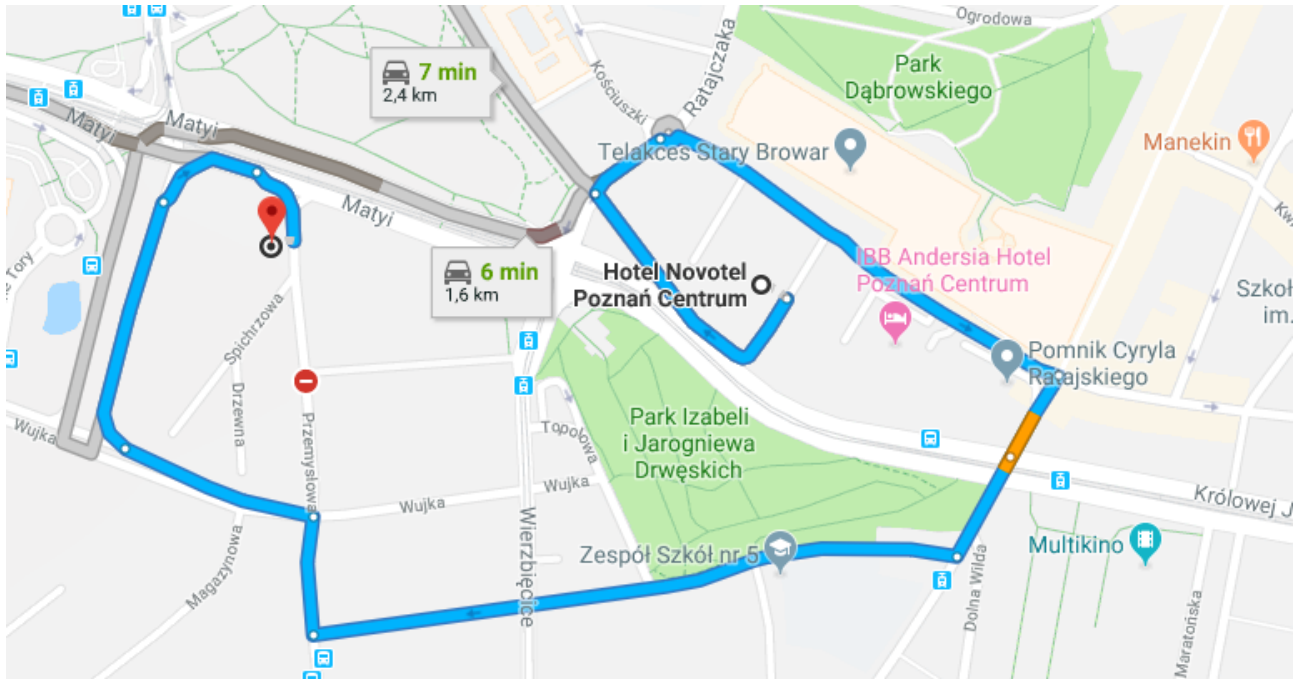 Ogrodowa
Park
Dąbrowskiego
Kościuszki
Ratajczaka
7 min
2,4 km
Matyi
Matyi
Telakces Stary Browar
Manekin
Matyi
6 min
1,6 km
Hotel Novotel
Poznań Centrum
IBB Andersia Hotel
Poznań Centrum
Szkoł
im.
Tory
Spichrzowa
Pomnik Cyryla
Ratajskiego
Drzewna
Przemysłowa
Park Izabeli
i Jarogniewa
Drwęskich
Topolowa
Wujka
Wujka
Wujka
Królowej J
Magazynowa
Wierzbięcice
Zespół Szkół nr 5
Multikino
Dolna Wilda
Maratońska